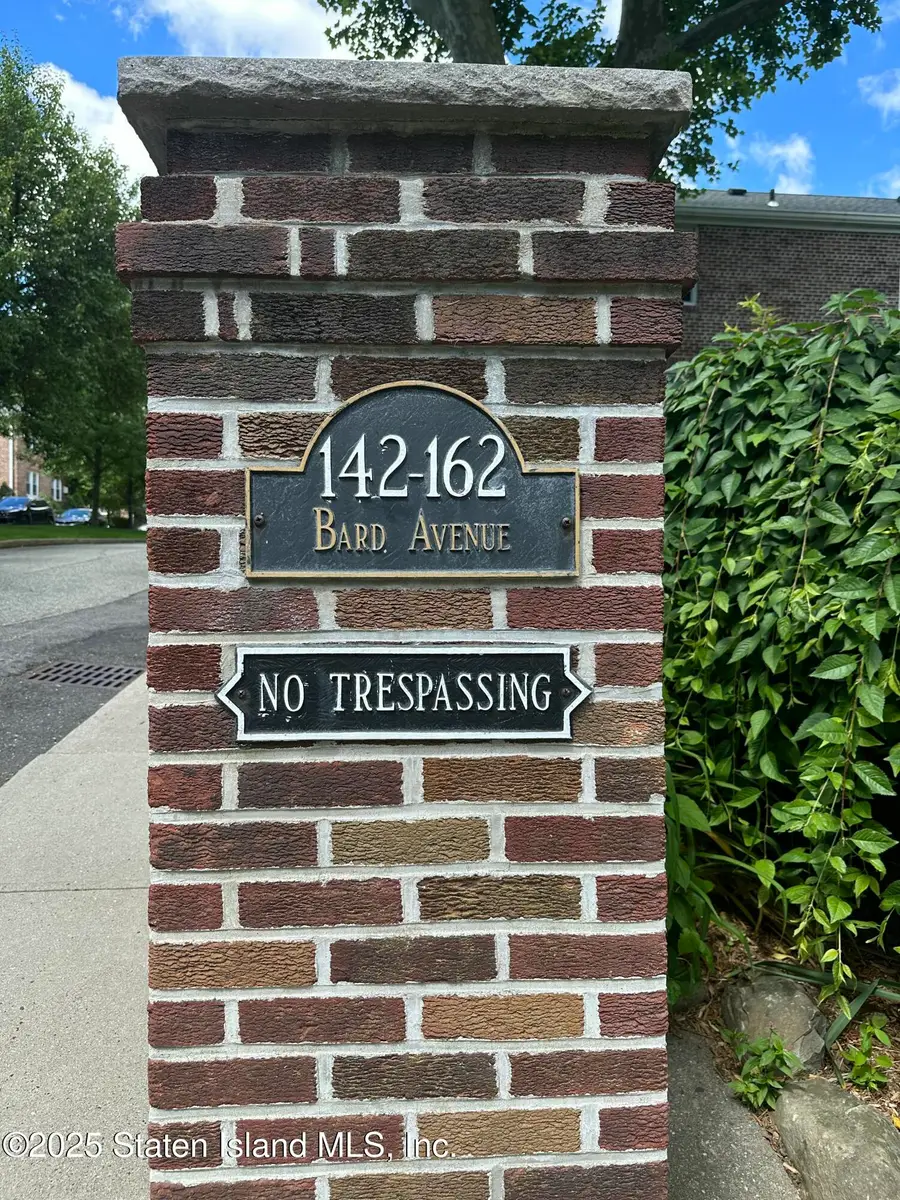 142-162
BARD AVENUE
NO TRESPASSING
©2025 Staten Island MLS, Inc.